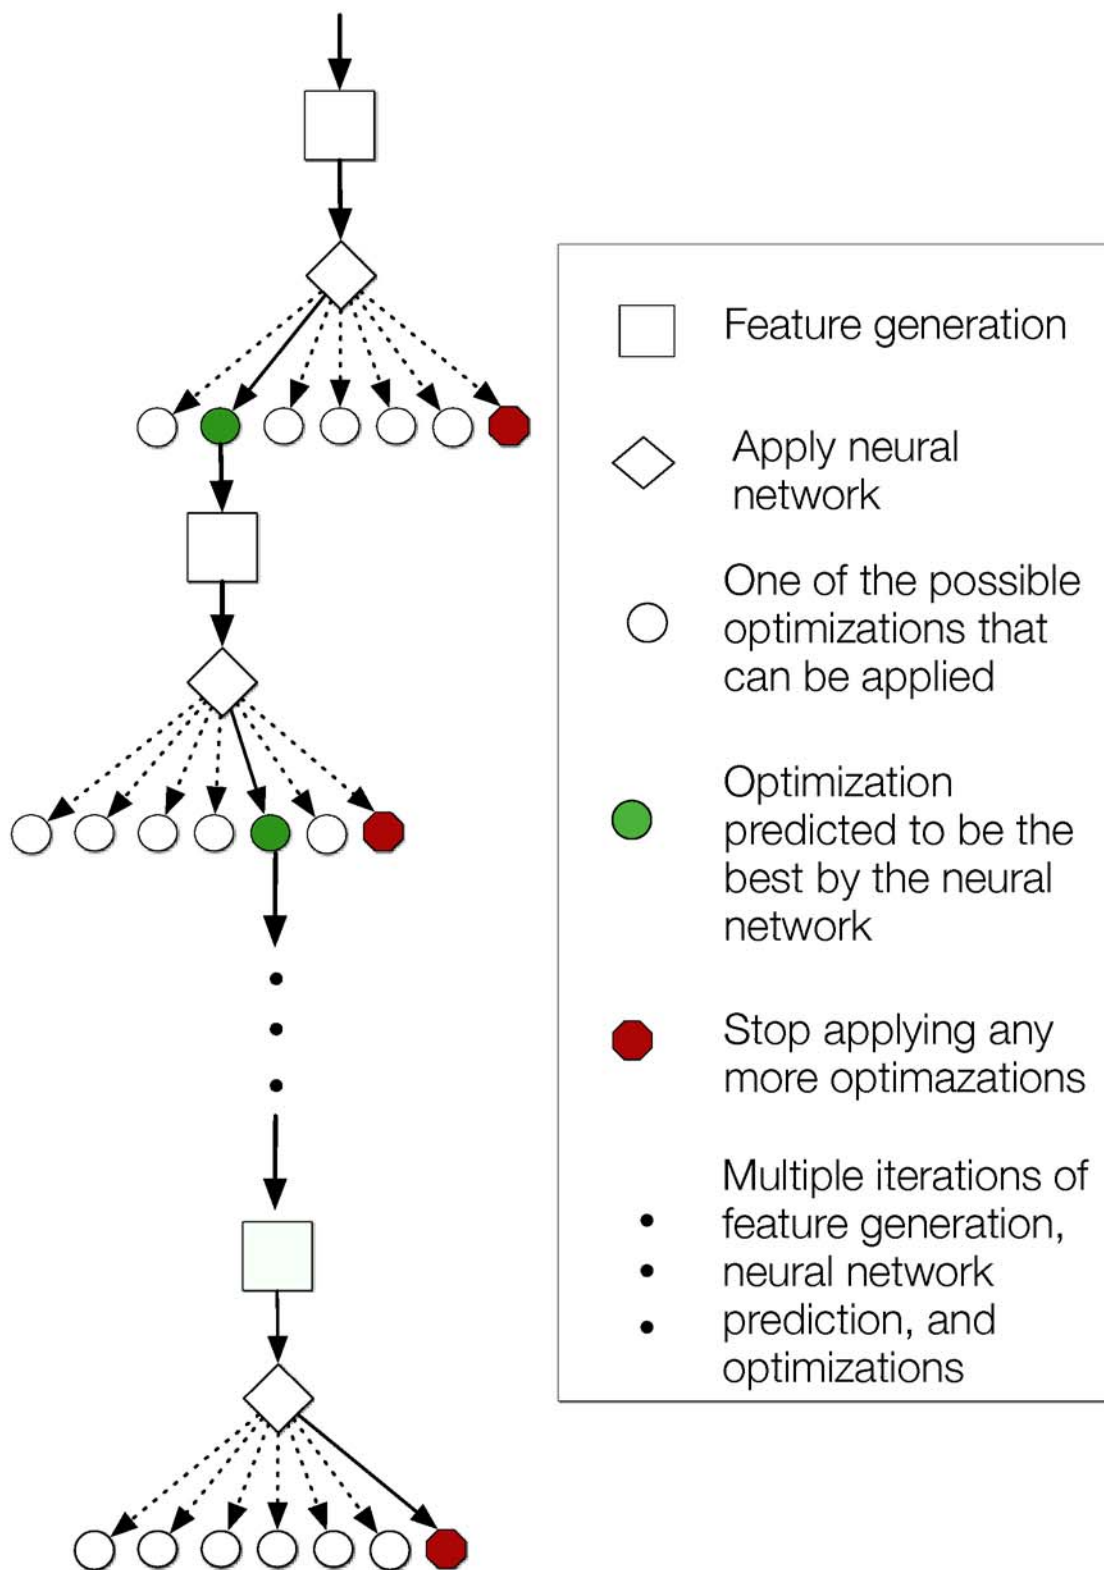 Feature generation
Apply neural
network
One of the possible
optimizations that
can be applied
Optimization
predicted to be the
best by the neural
network
Stop applying any
more optimazations
Multiple iterations of
feature generation,
neural network
prediction, and
optimizations